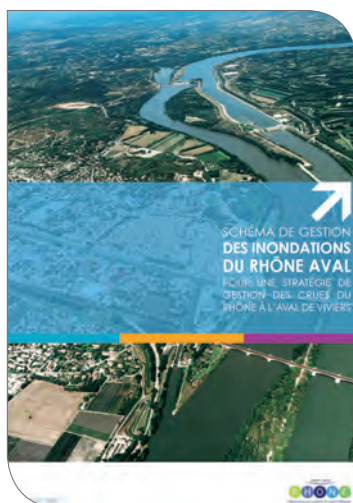 SCHÉMA DE GESTION
DES INONDATIONS
DU RHÔNE AVAL
POUR UNE STRATÉGIE DE
GESTION DES CRUES DU
RHÔNE À L'AVAL DE VIVIERS
RHÔNE